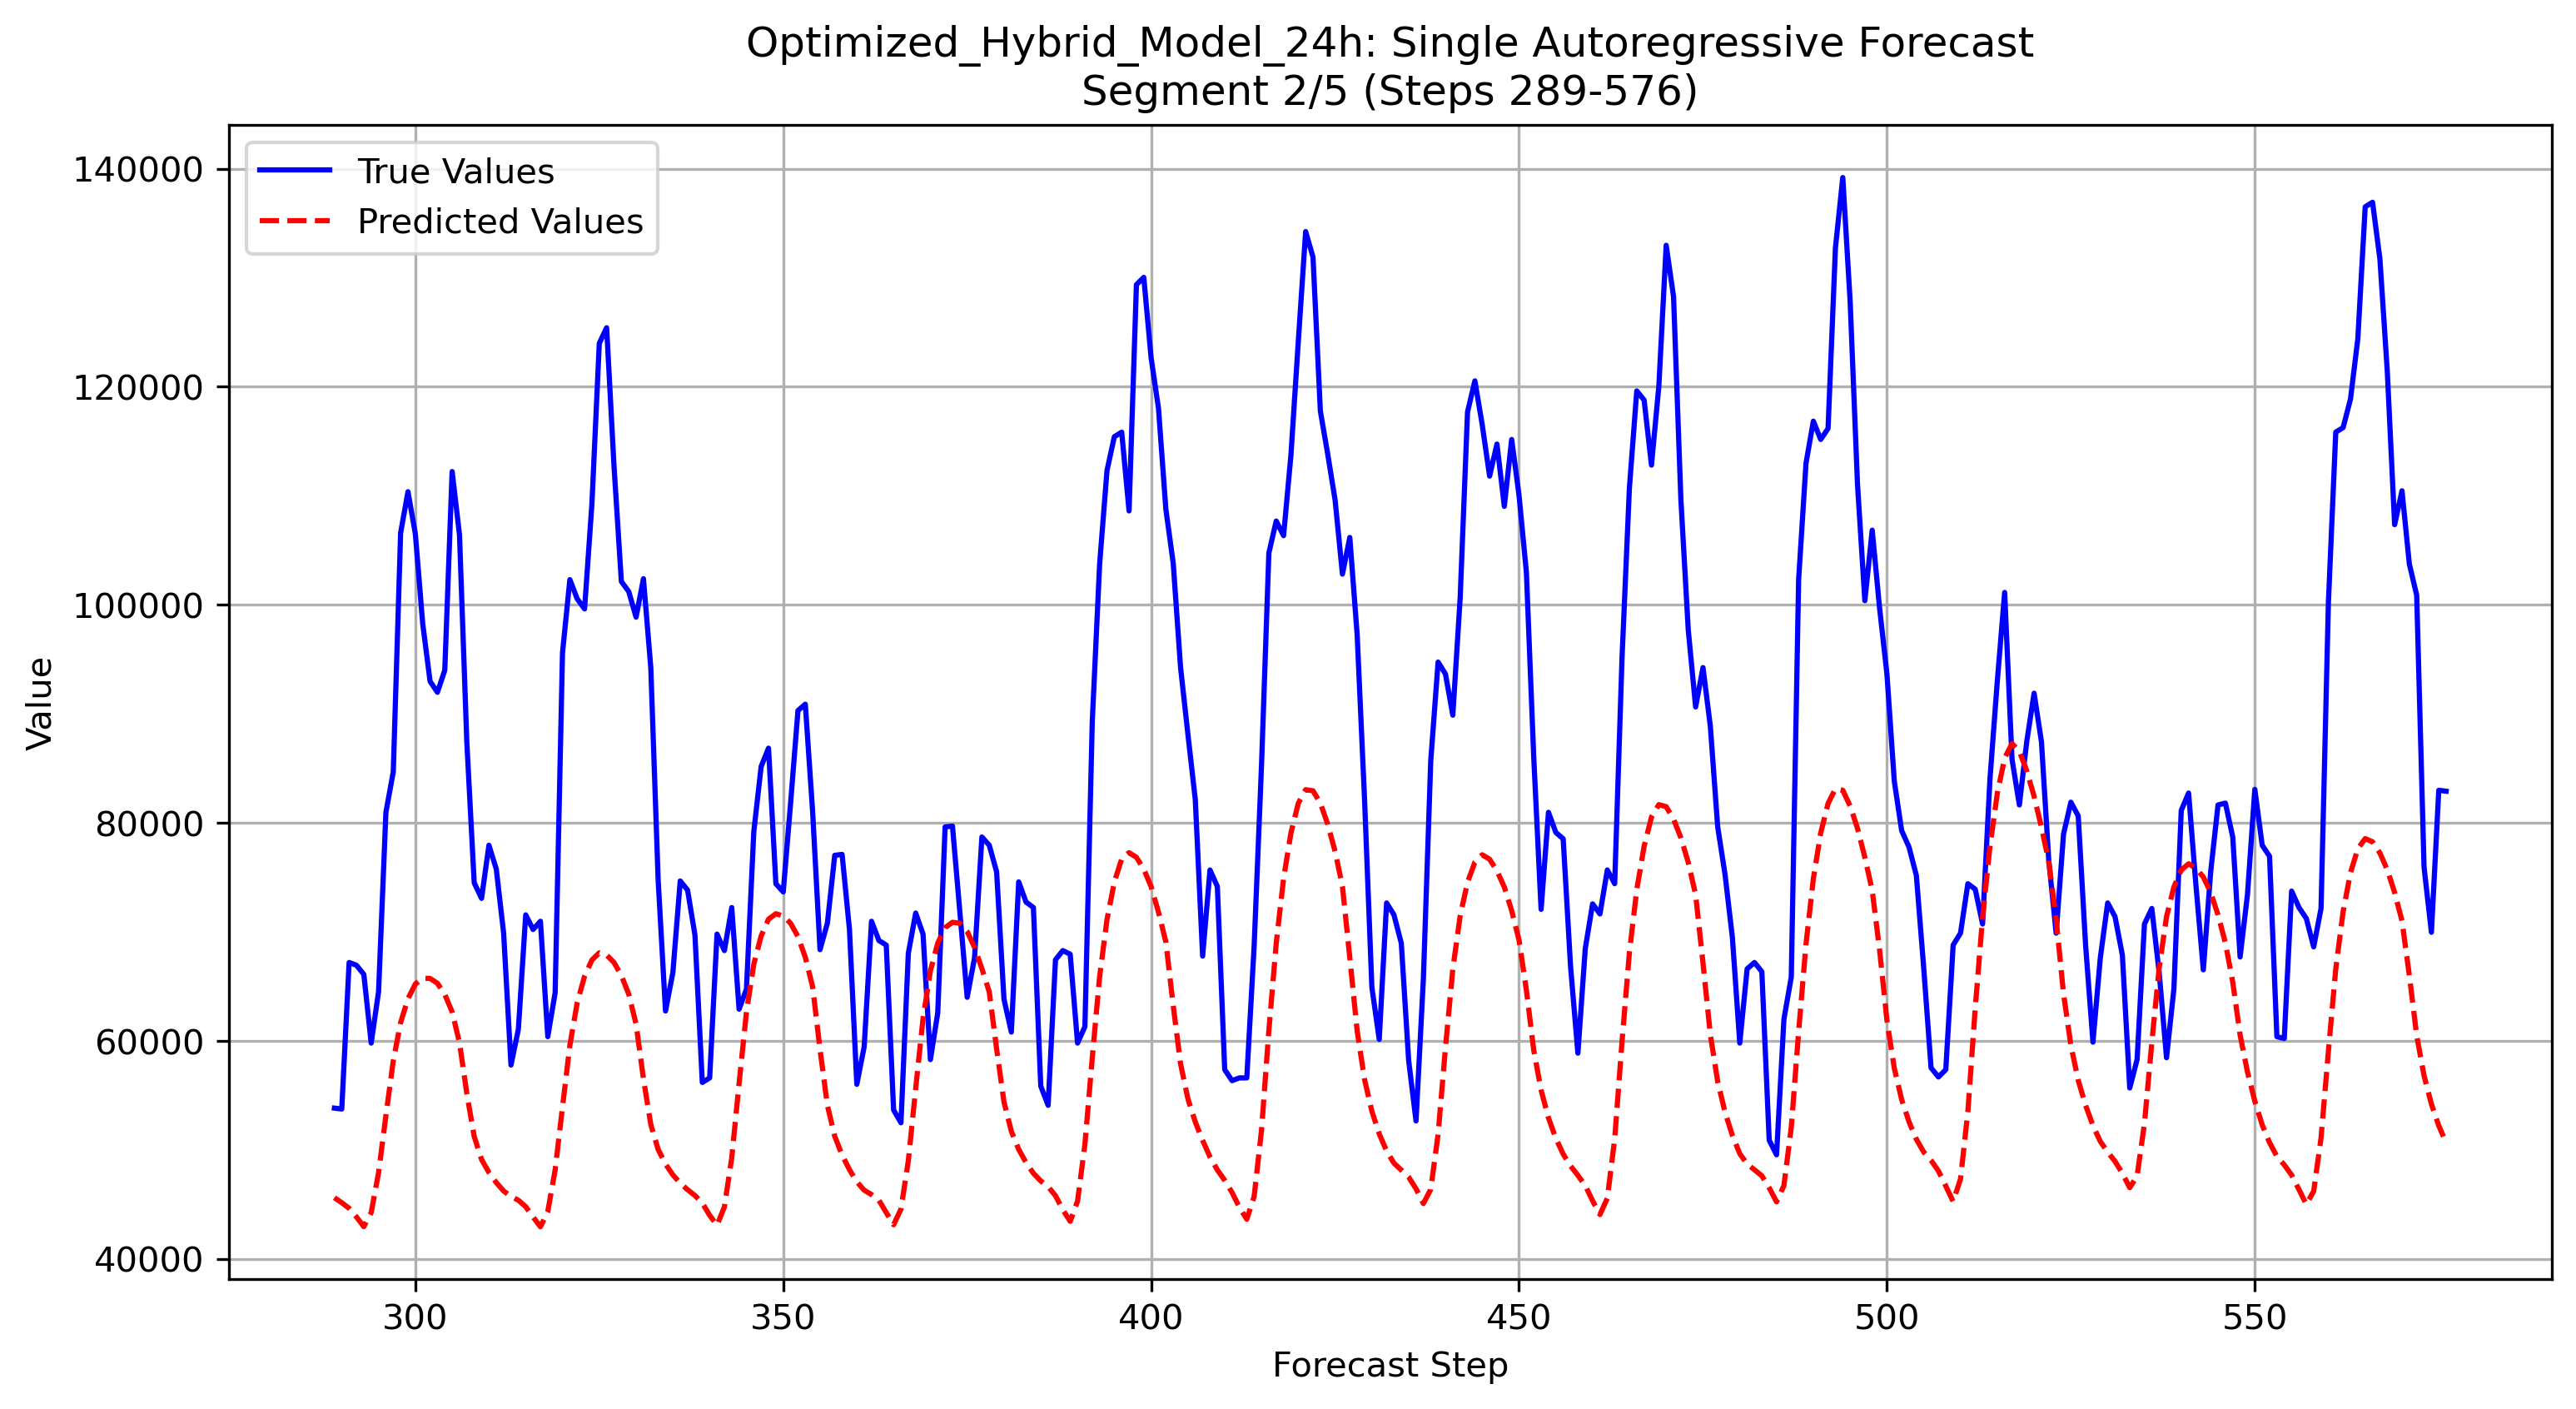 Optimized_Hybrid_Model_24h: Single Autoregressive Forecast
Segment 2/5 (Steps 289-576)
True Values
Predicted Values
Value
140000
120000
100000
80000
60000
40000
300
350
400
450
500
550
Forecast Step